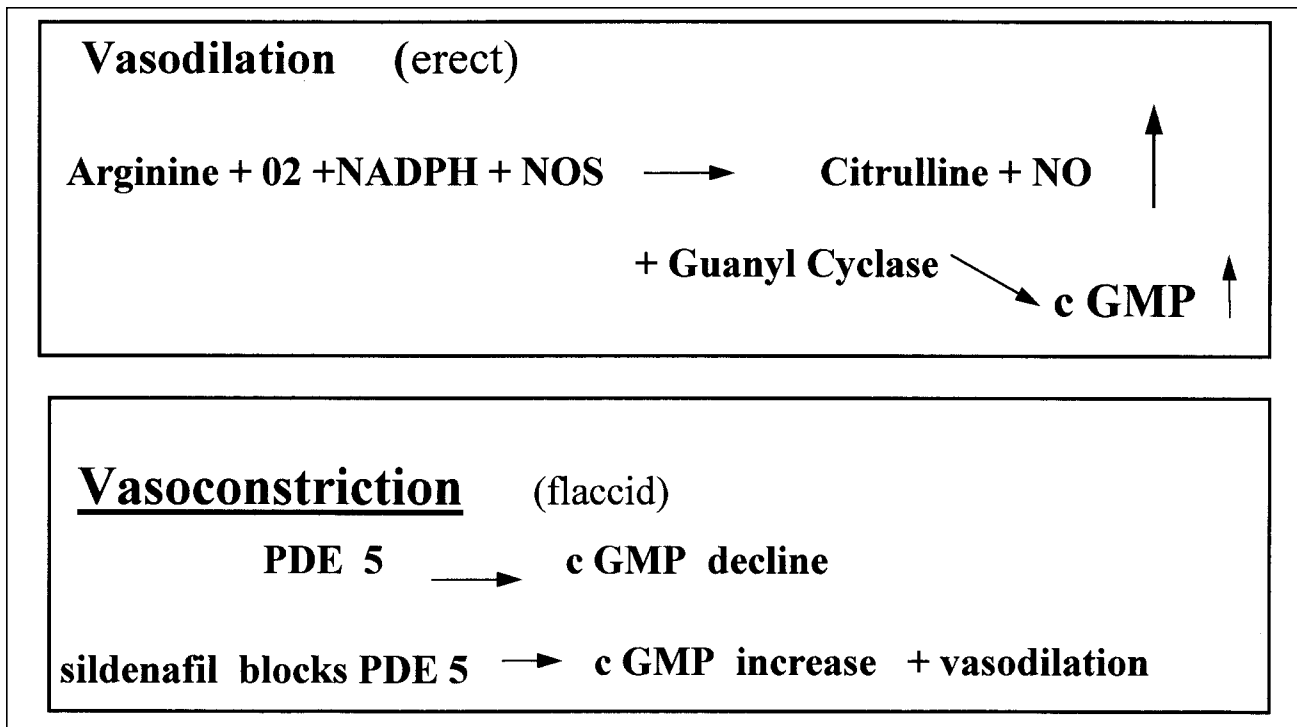 Vasodilation (erect)
Arginine + 02 +NADPH + NOS → Citrulline + NO ↑
+ Guanyl Cyclase ↘
c GMP ↑
Vasoconstriction (flaccid)
PDE 5 → c GMP decline
sildenafil blocks PDE 5 → c GMP increase + vasodilation